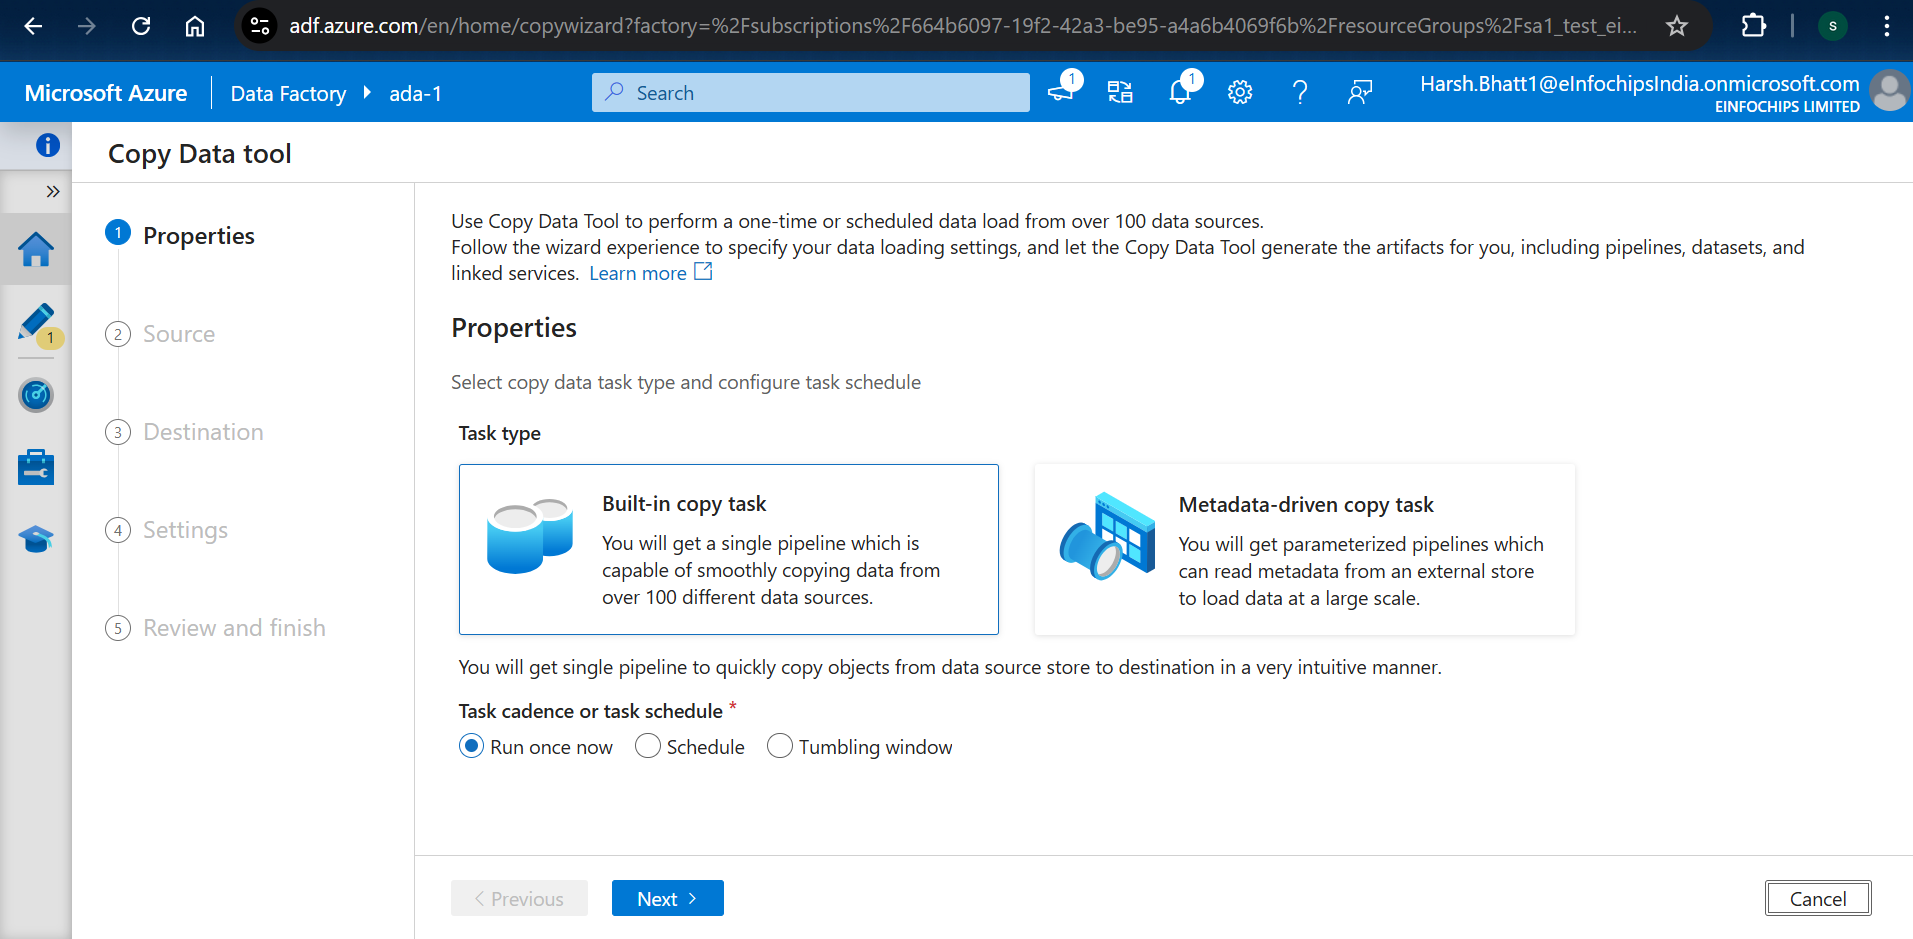 adf.azure.com/en/home/copywizard?factory=%2Fsubscriptions%2F664b6097-19f2-42a3-be95-a4a6b4069f6b%2FresourceGroups%2Fsa1_test_ei...
S
Microsoft Azure
Data Factory
ada-1
Search
1
1
Harsh.Bhatt1@eInfochipsIndia.onmicrosoft.com
EINFOCHIPS LIMITED
Copy Data tool
1
1 Properties
2 Source
3 Destination
4 Settings
5 Review and finish
Use Copy Data Tool to perform a one-time or scheduled data load from over 100 data sources.
Follow the wizard experience to specify your data loading settings, and let the Copy Data Tool generate the artifacts for you, including pipelines, datasets, and
linked services. Learn more
Properties
Select copy data task type and configure task schedule
Task type
Built-in copy task
You will get a single pipeline which is
capable of smoothly copying data from
over 100 different data sources.
Metadata-driven copy task
You will get parameterized pipelines which
can read metadata from an external store
to load data at a large scale.
You will get single pipeline to quickly copy objects from data source store to destination in a very intuitive manner.
Task cadence or task schedule *
Run once now
Schedule
Tumbling window
< Previous
Next >
Cancel